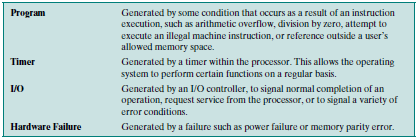 Program Generated by some condition that occurs as a result of an instruction
execution, such as arithmetic overflow, division by zero, attempt to
execute an illegal machine instruction, or reference outside a user's
allowed memory space.
Timer Generated by a timer within the processor. This allows the operating
system to perform certain functions on a regular basis.
I/O Generated by an I/O controller, to signal normal completion of an
operation, request service from the processor, or to signal a variety of
error conditions.
Hardware Failure Generated by a failure such as power failure or memory parity error.